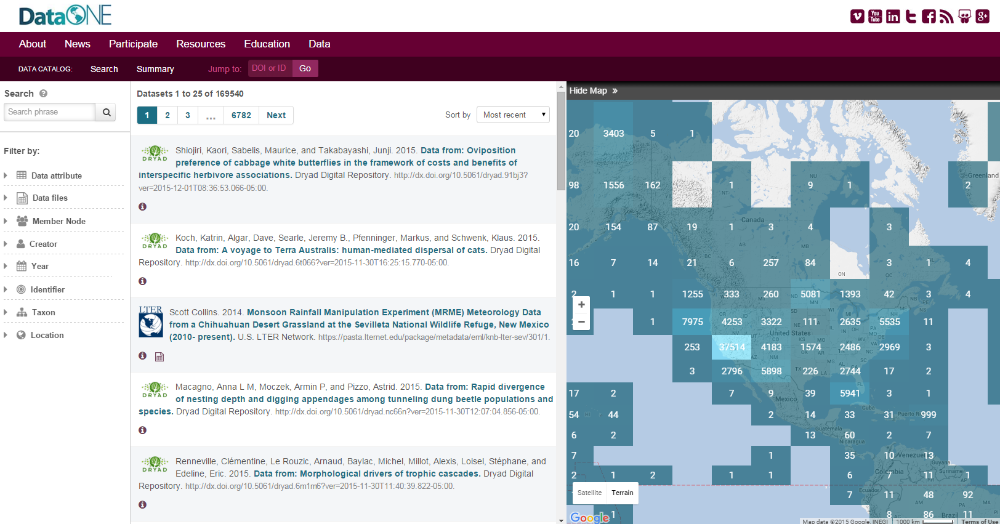 DataONE
About News Participate Resources Education Data
DATA CATALOG: Search Summary Jump to: DOI or ID Go
Search
Search phrase
Filter by:
Data attribute
Data files
Member Node
Creator
Year
Identifier
Taxon
Location
Datasets 1 to 25 of 169540
1 2 3 ... 6782 Next
Sort by Most recent
DRYAD
Shiojiri, Kaori, Sabelis, Maurice, and Takabayashi, Junji. 2015. Data from: Oviposition
preference of cabbage white butterflies in the framework of costs and benefits of
interspecific herbivore associations. Dryad Digital Repository. http://dx.doi.org/10.5061/dryad.91bj3?
ver=2015-12-01T08:36:53.066-05:00.
DRYAD
Koch, Katrin, Algar, Dave, Searle, Jeremy B., Pfenninger, Markus, and Schwenk, Klaus. 2015.
Data from: A voyage to Terra Australis: human-mediated dispersal of cats. Dryad Digital
Repository. http://dx.doi.org/10.5061/dryad.6t066?ver=2015-11-30T16:25:15.770-05:00.
LTER
Scott Collins. 2014. Monsoon Rainfall Manipulation Experiment (MRME) Meteorology Data
from a Chihuahuan Desert Grassland at the Sevilleta National Wildlife Refuge, New Mexico
(2010- present). U.S. LTER Network. https://pasta.lternet.edu/package/metadata/eml/knb-lter-sev/301/1.
DRYAD
Macagno, Anna L M, Moczek, Armin P, and Pizzo, Astrid. 2015. Data from: Rapid divergence
of nesting depth and digging appendages among tunneling dung beetle populations and
species. Dryad Digital Repository. http://dx.doi.org/10.5061/dryad.nc66n?ver=2015-11-30T12:07:04.856-05:00.
DRYAD
Renneville, Clémentine, Le Rouzic, Arnaud, Baylac, Michel, Millot, Alexis, Loisel, Stéphane, and
Edeline, Eric. 2015. Data from: Morphological drivers of trophic cascades. Dryad Digital
Repository. http://dx.doi.org/10.5061/dryad.6m1m6?ver=2015-11-30T11:40:39.822-05:00.
Hide Map »
20 3403 5 1
NU Greenland
98 1556 162 1 9 1 2
YT NT
Canada
20 154 87 19 1 3 4 3
AB MB
BC
16 7 14 21 6 257 84 3 1 4
ON QC
2 1 1 1255 333 260 5081 1393 42 3 4
1 7975 4253 3322 111 2635 5535 11
United States
253 37514 4183 1574 2486 2969 3
3 2796 5898 226 2744 17 2
17 2 7 9 39 5941 3 1
Mexico
Cuba
54 44 2 14 33 31 Puerto Rico 999
Guatemala
6 2 13 60 2 7
Nicaragua
7 1 35 10 Venezuela 13
Guyana
2 1 2 1 1 6 7 11 1
Colombia Suriname
Ecuador
7 11 48 92
AM PA
1 8 86 Brazil 11
+
−
Satellite Terrain
Google
Map data ©2015 Google, INEGI 1000 km Terms of Use